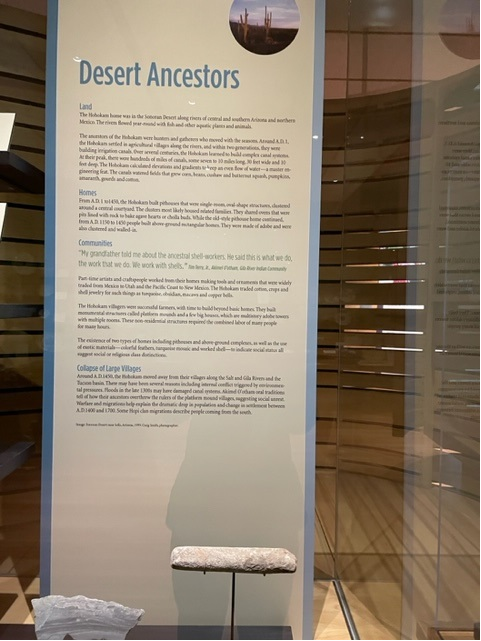 Desert Ancestors
Land
The Hohokam home was in the Sonoran Desert along rivers of central and southern Arizona and northern
Mexico. The rivers flowed year-round with fish and other aquatic plants and animals.
The ancestors of the Hohokam were hunters and gatherers who moved with the seasons. Around A.D. 1,
the Hohokam settled in agricultural villages along the rivers, and within two generations, they were
building irrigation canals. Over several centuries, the Hohokam learned to build complex canal systems.
At their peak, there were hundreds of miles of canals, some seven to 10 miles long, 30 feet wide and 10
feet deep. The Hohokam calculated elevations and gradients to keep an even flow of water—a master en-
gineering feat. The canals watered fields that grew corn, beans, cushaw and butternut squash, pumpkins,
amaranth, gourds and cotton.
Homes
From A.D. 1 to 1450, the Hohokam built pithouses that were single-room, oval-shape structures, clustered
around a central courtyard. The clusters most likely housed related families. They shared ovens that were
pits lined with rock to bake agave hearts or cholla buds. While the old-style pithouse home continued,
from A.D. 1150 to 1450 people built above-ground rectangular homes. They were made of adobe and were
also clustered and walled-in.
Communities
"My grandfather told me about the ancestral shell-workers. He said this is what we do,
the work that we do. We work with shells." Tim Terry, Jr., Akimel O'otham, Gila River Indian Community
Part-time artists and craftspeople worked from their homes making tools and ornaments that were widely
traded from Mexico to Utah and the Pacific Coast to New Mexico. The Hohokam traded cotton, crops and
shell jewelry for such things as turquoise, obsidian, macaws and copper bells.
The Hohokam villagers were successful farmers, with time to build beyond basic homes. They built
monumental structures called platform mounds and a few big houses, which are multistory adobe towers
with multiple rooms. These non-residential structures required the combined labor of many people
for many hours.
The existence of two types of homes including pithouses and above-ground complexes, as well as the use
of exotic materials—colorful feathers, turquoise mosaic and worked shell—to indicate social status all
suggest social or religious class distinctions.
Collapse of Large Villages
Around A.D. 1450, the Hohokam moved away from their villages along the Salt and Gila Rivers and the
Tucson basin. There may have been several reasons including internal conflict triggered by environmen-
tal pressures. Floods in the late 1300s may have damaged canal systems. Akimel O'otham oral traditions
tell of how their ancestors overthrew the rulers of the platform mound villages, suggesting social unrest.
Warfare and migrations help explain the dramatic drop in population and change in settlement between
A.D. 1400 and 1700. Some Hopi clan migrations describe people coming from the south.